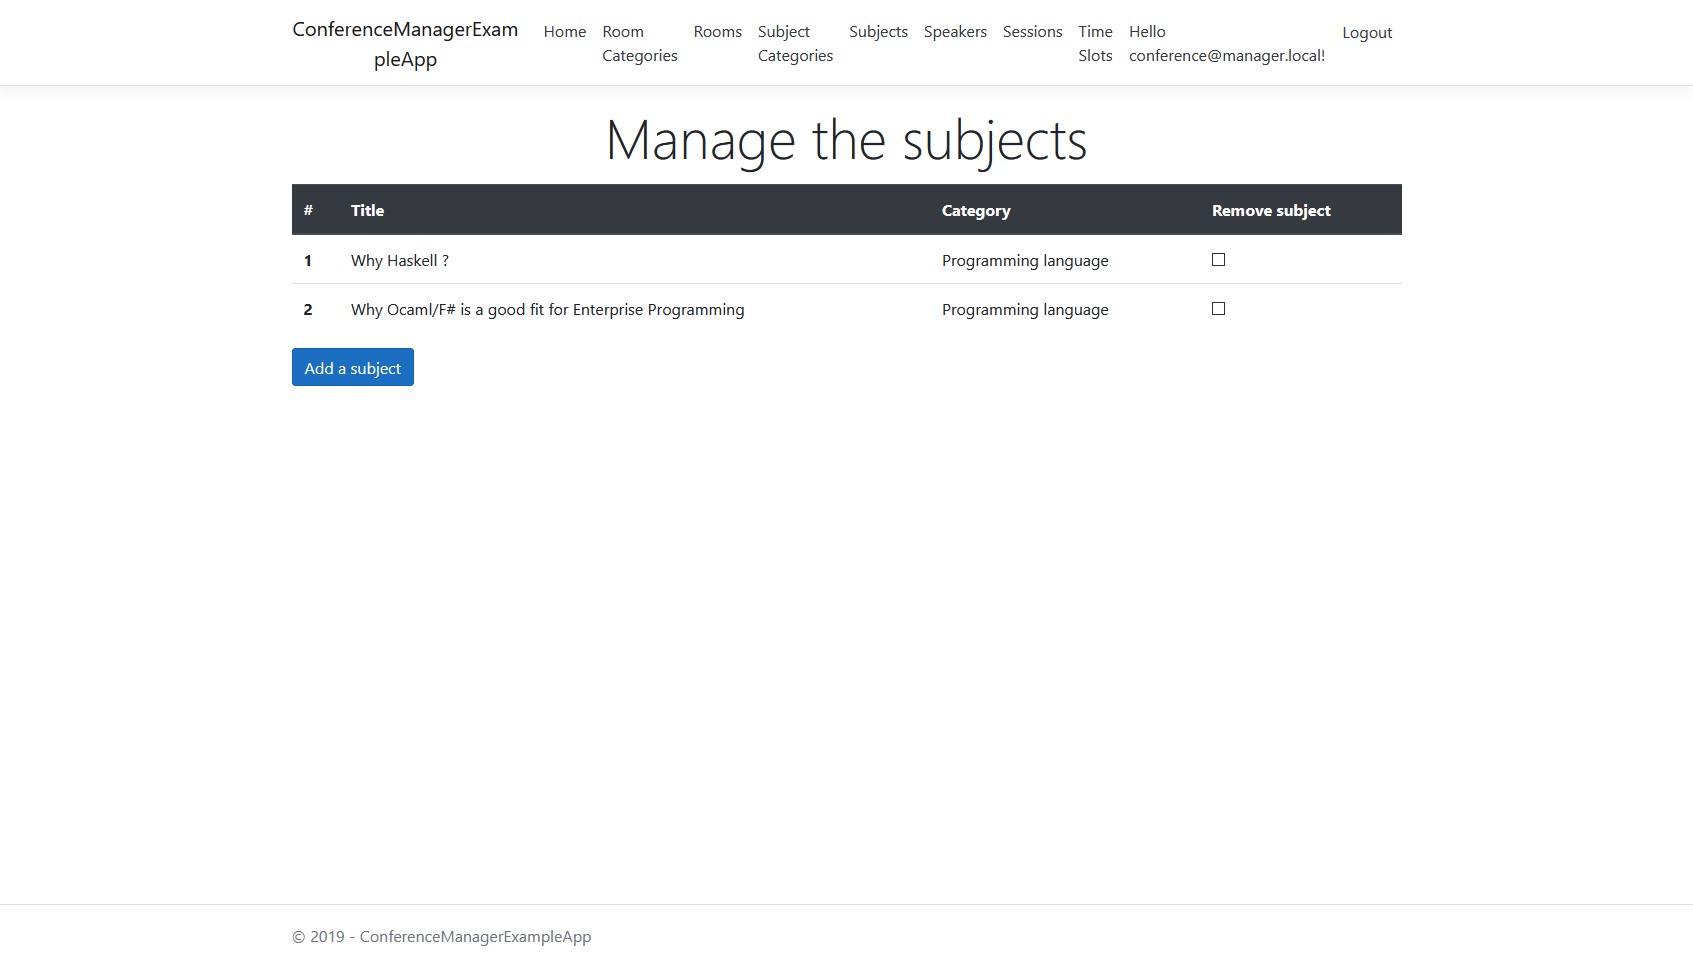 ConferenceManagerExam
pleApp
Home
Room
Categories
Rooms
Subject
Categories
Subjects
Speakers
Sessions
Time
Slots
Hello
conference@manager.local!
Logout
Manage the subjects
# Title Category Remove subject
1 Why Haskell ? Programming language
2 Why Ocaml/F# is a good fit for Enterprise Programming Programming language
Add a subject
© 2019 - ConferenceManagerExampleApp